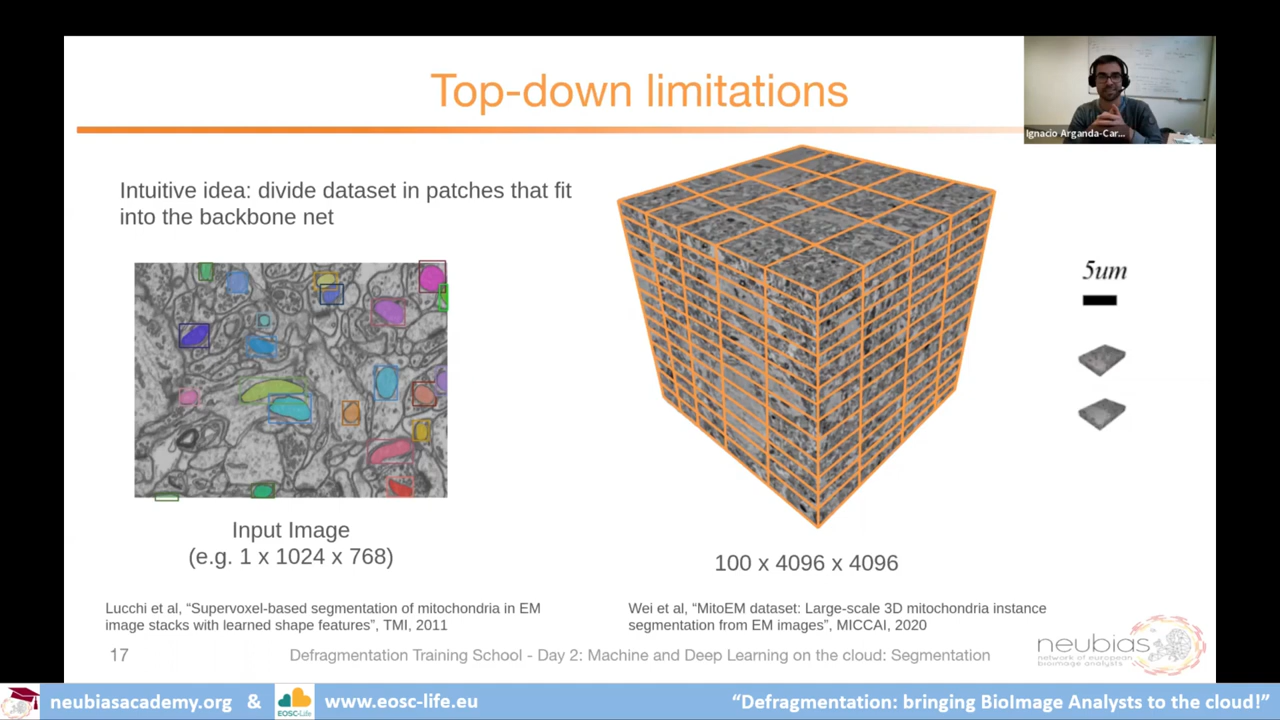 Top-down limitations
Ignacio Arganda-Car...
Intuitive idea: divide dataset in patches that fit
into the backbone net
5um
Input Image
(e.g. 1 x 1024 x 768)
100 x 4096 x 4096
Lucchi et al, “Supervoxel-based segmentation of mitochondria in EM
image stacks with learned shape features”, TMI, 2011
Wei et al, “MitoEM dataset: Large-scale 3D mitochondria instance
segmentation from EM images”, MICCAI, 2020
17
Defragmentation Training School - Day 2: Machine and Deep Learning on the cloud: Segmentation
neubias
network of european
bioimage analysts
neubiasacademy.org
&
EOSC-Life
www.eosc-life.eu
“Defragmentation: bringing BioImage Analysts to the cloud!”